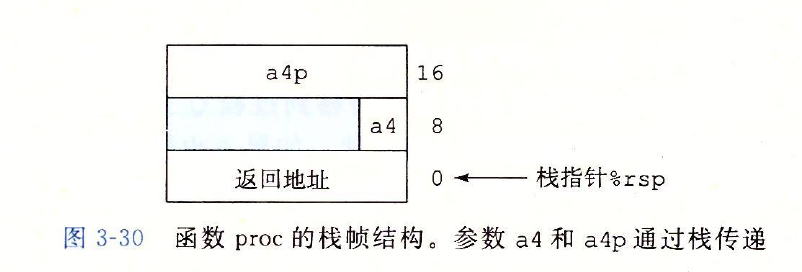 a4p 16
a4 8
返回地址 0 栈指针%rsp
图 3-30 函数 proc 的栈帧结构。参数 a4 和 a4p 通过栈传递